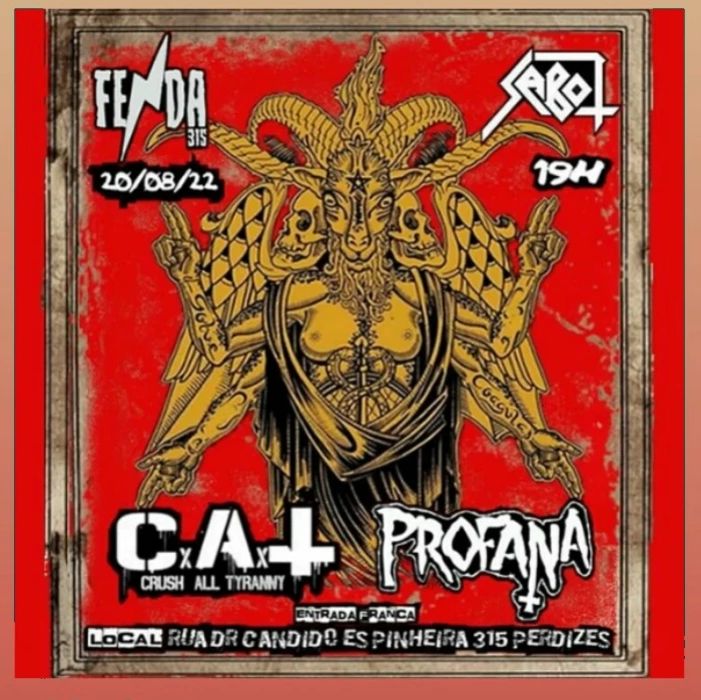 FENDA
315
SABOT
20/08/22
19H
Solve
Coagula
C.x.A.x.T
CRUSH ALL TYRANNY
PROFANA
ENTRADA FRANCA
LOCAL RUA DR CANDIDO ESPINHEIRA 315 PERDIZES